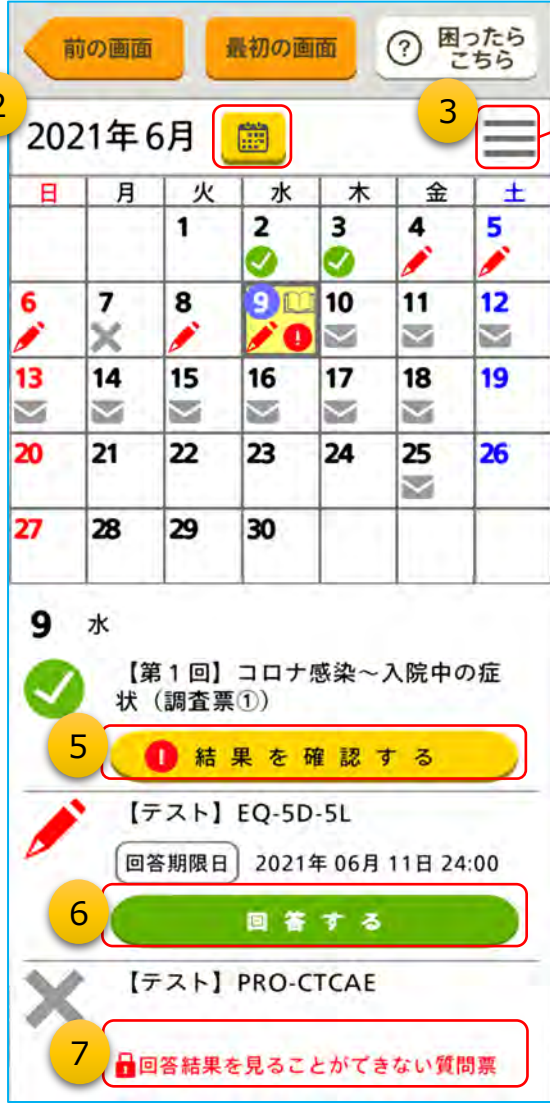 前の画面
最初の画面
? 困ったら
こちら
2
3
2021年6月
日 月 火 水 木 金 土
1 2 3 4 5
6 7 8 9 10 11 12
13 14 15 16 17 18 19
20 21 22 23 24 25 26
27 28 29 30
9 水
【第1回】コロナ感染〜入院中の症
状（調査票①）
5
! 結果を確認する
【テスト】EQ-5D-5L
回答期限日 2021年06月11日 24:00
6
回答する
【テスト】PRO-CTCAE
7
回答結果を見ることができない質問票